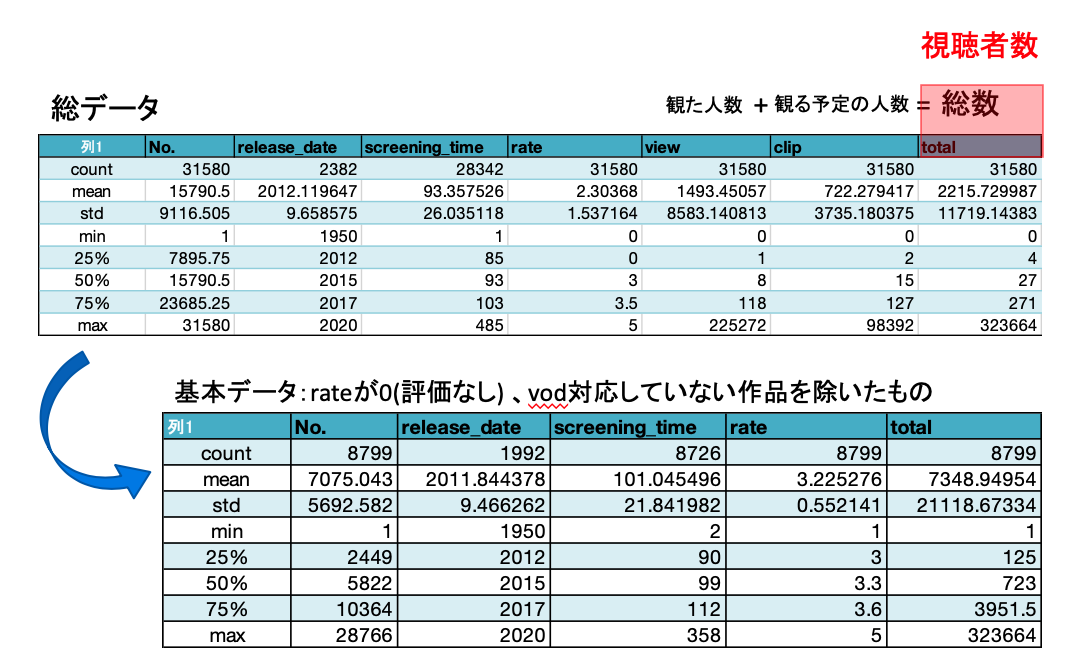 視聴者数
総データ
観た人数 + 観る予定の人数 = 総数
列1 No. release_date screening_time rate view clip total
count 31580 2382 28342 31580 31580 31580 31580
mean 15790.5 2012.119647 93.357526 2.30368 1493.45057 722.279417 2215.729987
std 9116.505 9.658575 26.035118 1.537164 8583.140813 3735.180375 11719.14383
min 1 1950 1 0 0 0 0
25% 7895.75 2012 85 0 1 2 4
50% 15790.5 2015 93 3 8 15 27
75% 23685.25 2017 103 3.5 118 127 271
max 31580 2020 485 5 225272 98392 323664
基本データ:rateが0(評価なし) 、vod対応していない作品を除いたもの
列1 No. release_date screening_time rate total
count 8799 1992 8726 8799 8799
mean 7075.043 2011.844378 101.045496 3.225276 7348.94954
std 5692.582 9.466262 21.841982 0.552141 21118.67334
min 1 1950 2 1 1
25% 2449 2012 90 3 125
50% 5822 2015 99 3.3 723
75% 10364 2017 112 3.6 3951.5
max 28766 2020 358 5 323664